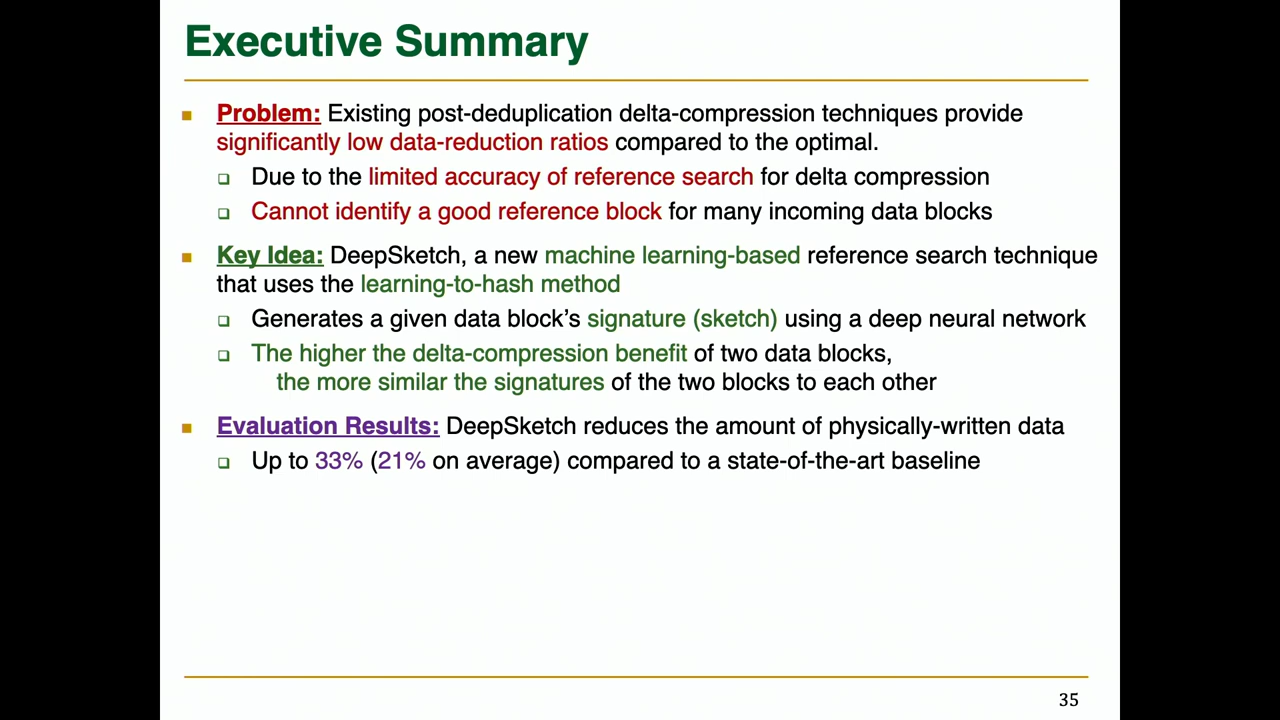 Executive Summary
Problem: Existing post-deduplication delta-compression techniques provide
significantly low data-reduction ratios compared to the optimal.
Due to the limited accuracy of reference search for delta compression
Cannot identify a good reference block for many incoming data blocks
Key Idea: DeepSketch, a new machine learning-based reference search technique
that uses the learning-to-hash method
Generates a given data block’s signature (sketch) using a deep neural network
The higher the delta-compression benefit of two data blocks,
the more similar the signatures of the two blocks to each other
Evaluation Results: DeepSketch reduces the amount of physically-written data
Up to 33% (21% on average) compared to a state-of-the-art baseline
35